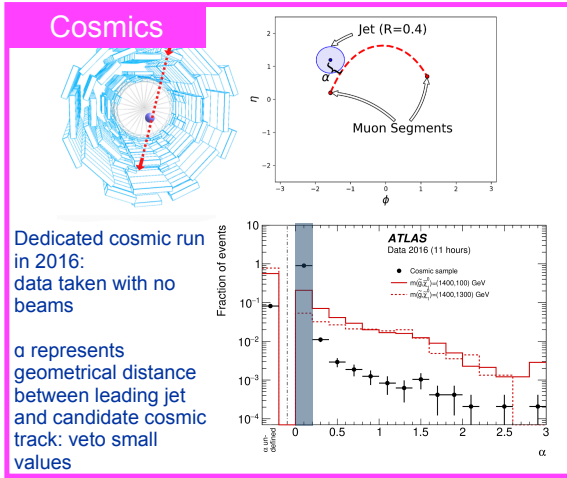 Cosmics
Jet (R=0.4)
α
Muon Segments
η
2
1
0
−1
−2
−3 −2 −1 0 1 2 3
ϕ
Dedicated cosmic run
in 2016:
data taken with no
beams
α represents
geometrical distance
between leading jet
and candidate cosmic
track: veto small
values
Fraction of events
10
1
10⁻¹
10⁻²
10⁻³
10⁻⁴
ATLAS
Data 2016 (11 hours)
Cosmic sample
m(g̃,χ̃⁰₁)=(1400,100) GeV
m(g̃,χ̃⁰₁)=(1400,1300) GeV
α un-
defined
0 0.5 1 1.5 2 2.5 3
α